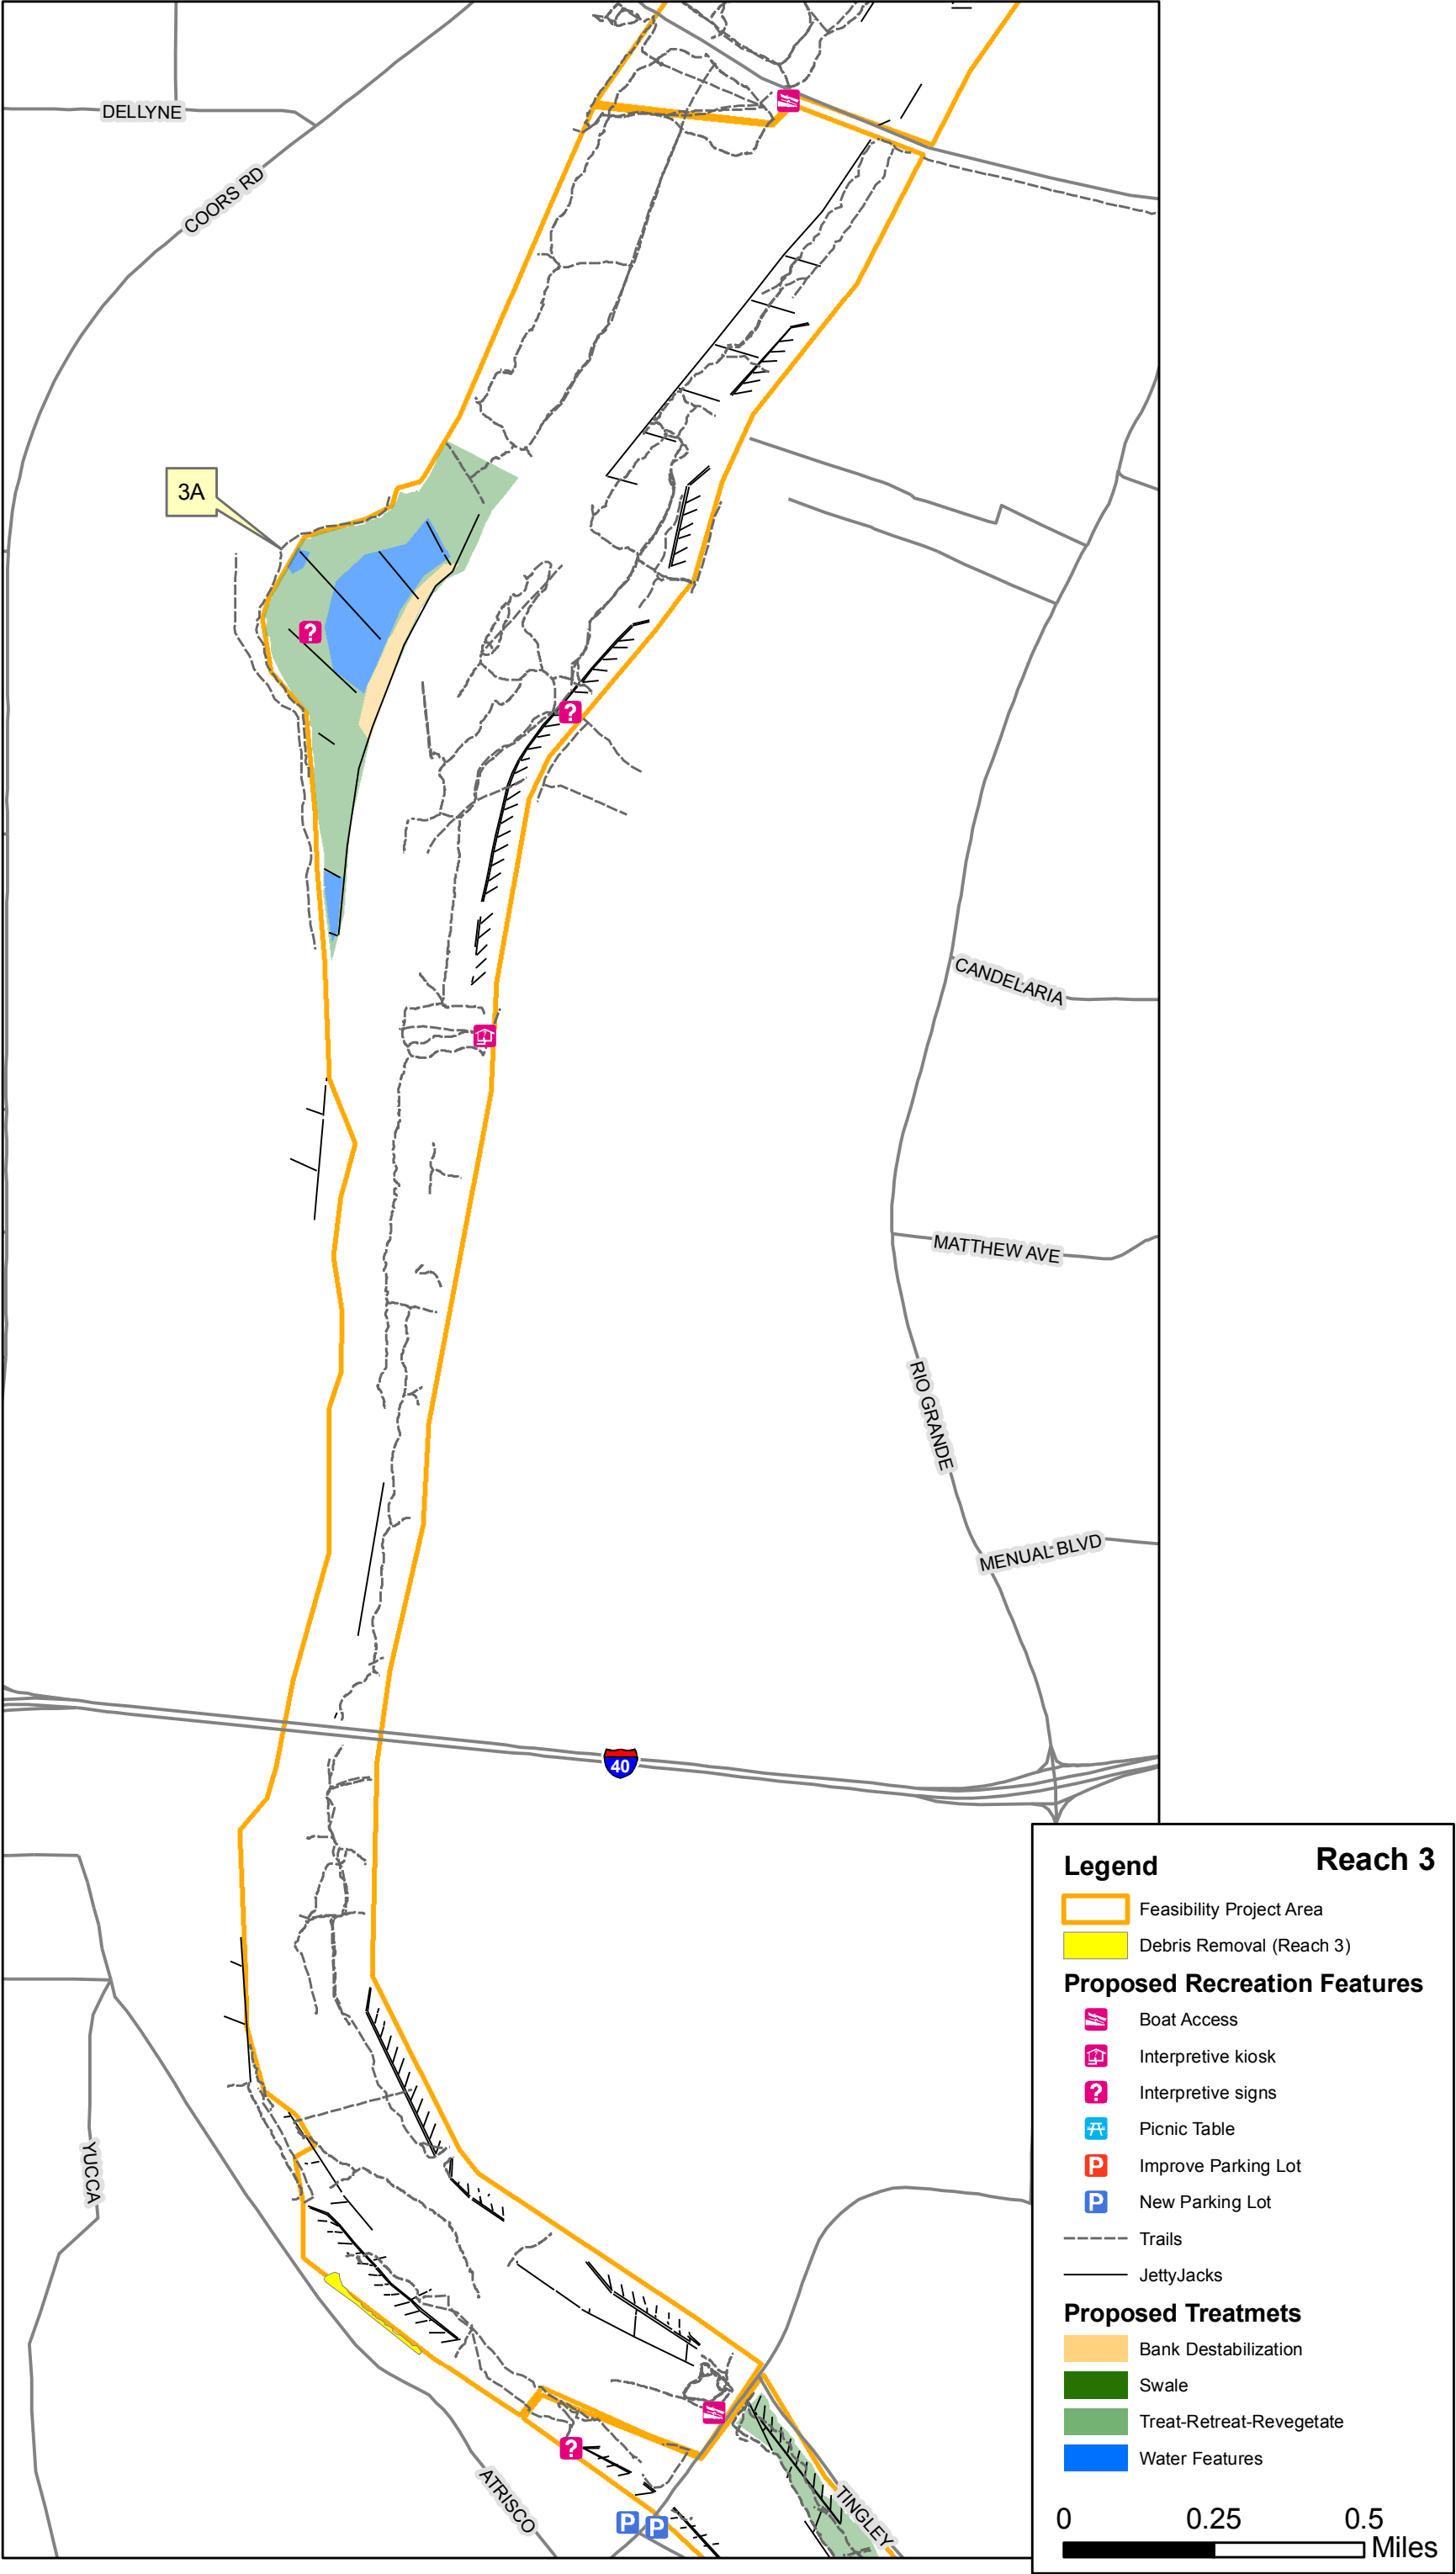 DELLYNE
COORS RD
3A
?
?
CANDELARIA
MATTHEW AVE
RIO GRANDE
MENUAL BLVD
40
YUCCA
ATRISCO
?
P P
TINGLEY
Reach 3
Legend
Feasibility Project Area
Debris Removal (Reach 3)
Proposed Recreation Features
Boat Access
Interpretive kiosk
? Interpretive signs
Picnic Table
P Improve Parking Lot
P New Parking Lot
Trails
JettyJacks
Proposed Treatmets
Bank Destabilization
Swale
Treat-Retreat-Revegetate
Water Features
0 0.25 0.5
Miles